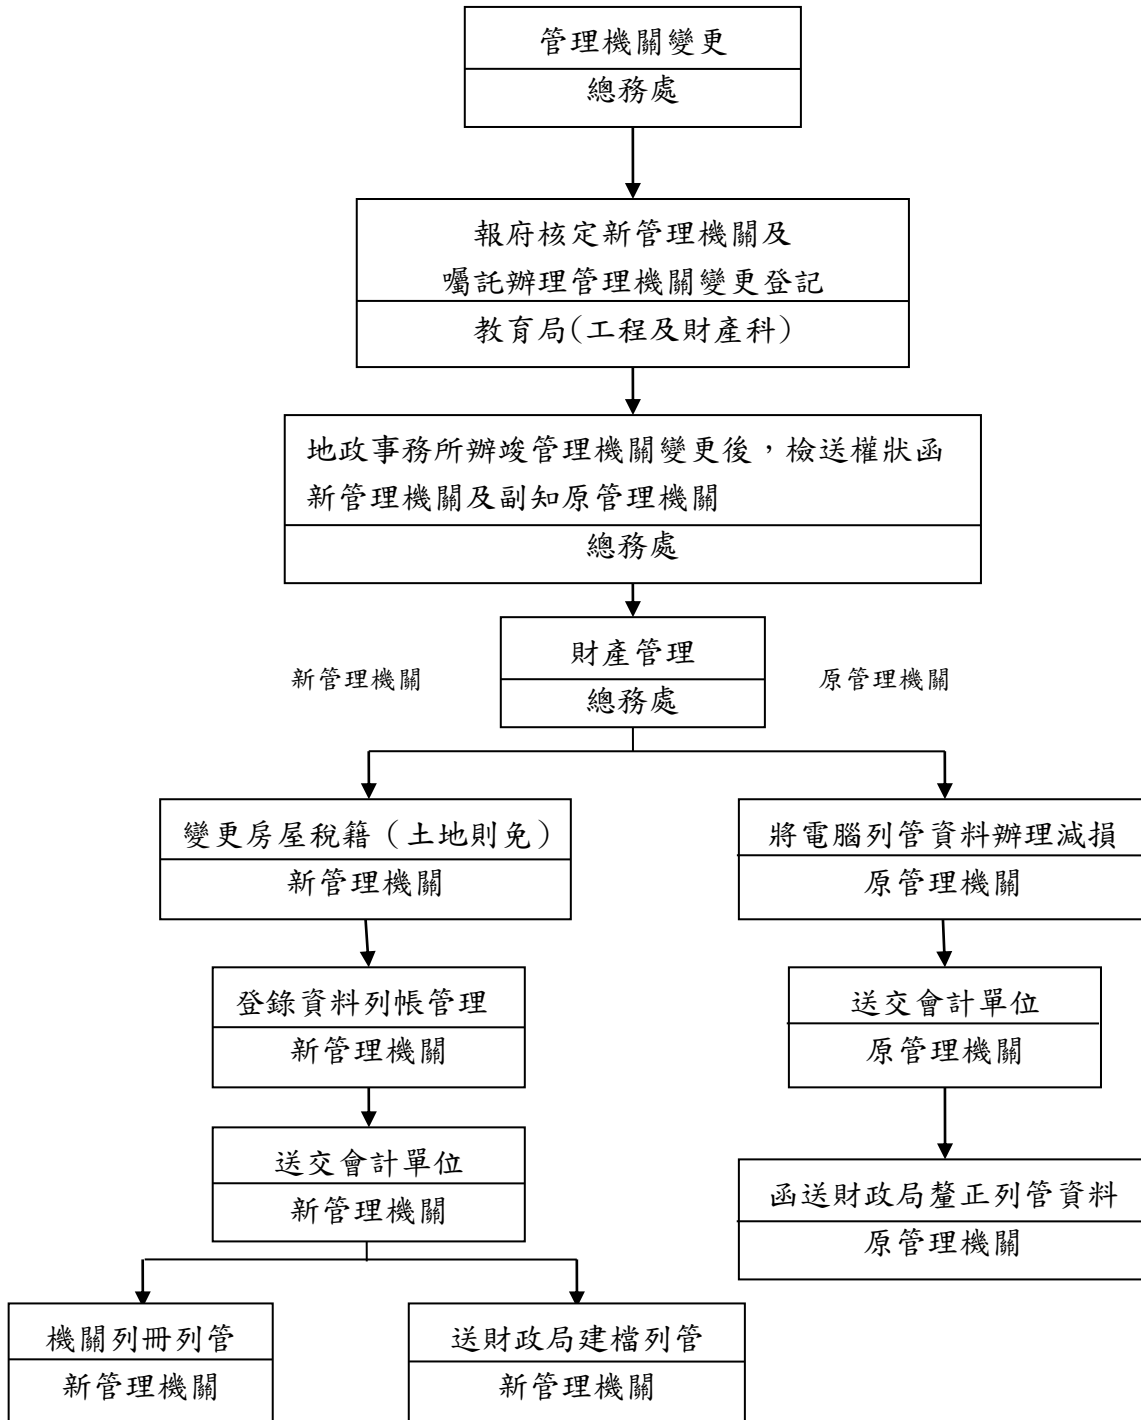 管理機關變更
總務處
報府核定新管理機關及
囑託辦理管理機關變更登記
教育局(工程及財產科)
地政事務所辦竣管理機關變更後，檢送權狀函
新管理機關及副知原管理機關
總務處
財產管理
總務處
新管理機關
原管理機關
變更房屋稅籍（土地則免）
新管理機關
將電腦列管資料辦理減損
原管理機關
登錄資料列帳管理
新管理機關
送交會計單位
原管理機關
送交會計單位
新管理機關
函送財政局釐正列管資料
原管理機關
機關列冊列管
新管理機關
送財政局建檔列管
新管理機關